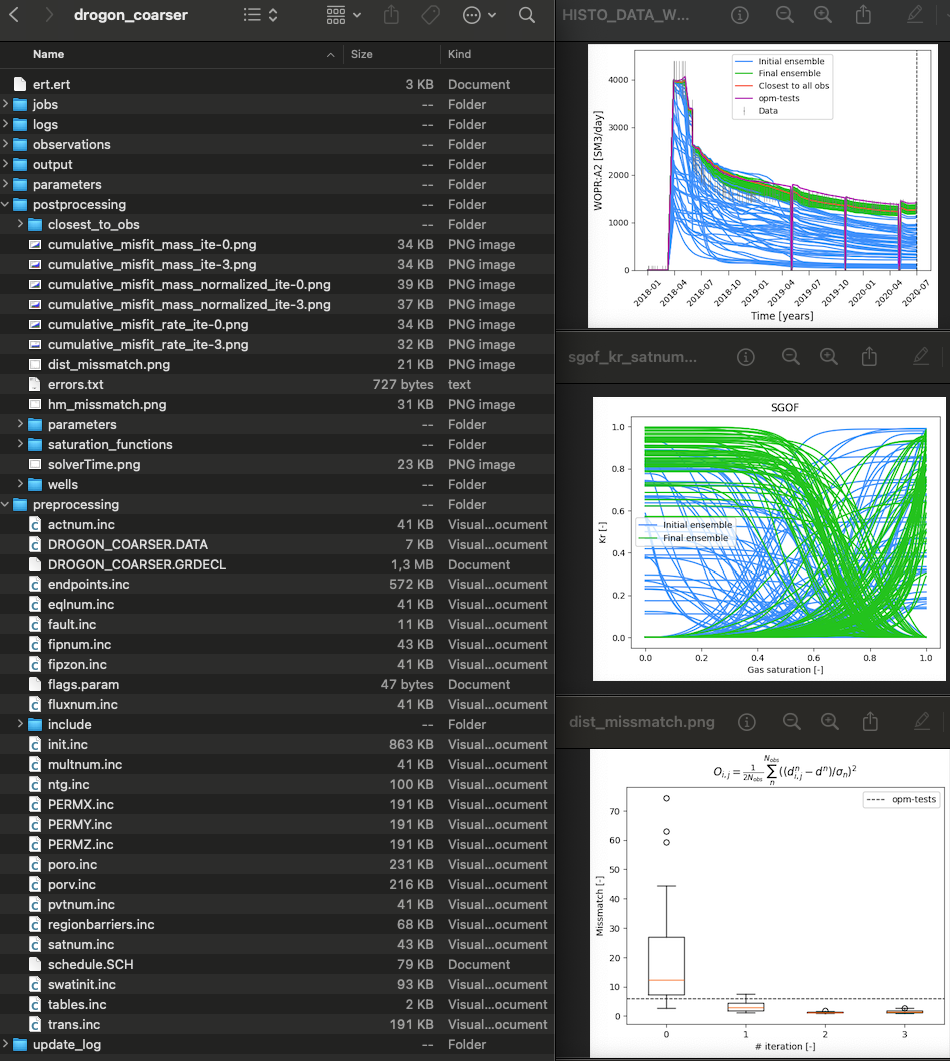 drogon_coarser
Name Size Kind
ert.ert 3 KB Document
jobs -- Folder
logs -- Folder
observations -- Folder
output -- Folder
parameters -- Folder
postprocessing -- Folder
closest_to_obs -- Folder
cumulative_misfit_mass_ite-0.png 34 KB PNG image
cumulative_misfit_mass_ite-3.png 34 KB PNG image
cumulative_misfit_mass_normalized_ite-0.png 39 KB PNG image
cumulative_misfit_mass_normalized_ite-3.png 37 KB PNG image
cumulative_misfit_rate_ite-0.png 34 KB PNG image
cumulative_misfit_rate_ite-3.png 32 KB PNG image
dist_missmatch.png 21 KB PNG image
errors.txt 727 bytes text
hm_missmatch.png 31 KB PNG image
parameters -- Folder
saturation_functions -- Folder
solverTime.png 23 KB PNG image
wells -- Folder
preprocessing -- Folder
actnum.inc 41 KB Visual...ocument
DROGON_COARSER.DATA 7 KB Visual...ocument
DROGON_COARSER.GRDECL 1,3 MB Document
endpoints.inc 572 KB Visual...ocument
eqlnum.inc 41 KB Visual...ocument
fault.inc 11 KB Visual...ocument
fipnum.inc 43 KB Visual...ocument
fipzon.inc 41 KB Visual...ocument
flags.param 47 bytes Document
fluxnum.inc 41 KB Visual...ocument
include -- Folder
init.inc 863 KB Visual...ocument
multnum.inc 41 KB Visual...ocument
ntg.inc 100 KB Visual...ocument
PERMX.inc 191 KB Visual...ocument
PERMY.inc 191 KB Visual...ocument
PERMZ.inc 191 KB Visual...ocument
poro.inc 231 KB Visual...ocument
porv.inc 216 KB Visual...ocument
pvtnum.inc 41 KB Visual...ocument
regionbarriers.inc 68 KB Visual...ocument
satnum.inc 43 KB Visual...ocument
schedule.SCH 79 KB Document
swatinit.inc 93 KB Visual...ocument
tables.inc 2 KB Visual...ocument
trans.inc 191 KB Visual...ocument
update_log -- Folder
HISTO_DATA_W...
Initial ensemble
Final ensemble
Closest to all obs
opm-tests
Data
WOPR:A2 [SM3/day]
4000
3000
2000
1000
0
2018-01 2018-04 2018-07 2018-10 2019-01 2019-04 2019-07 2019-10 2020-01 2020-04 2020-07
Time [years]
sgof_kr_satnum...
SGOF
Kr [-]
1.0
0.8
0.6
0.4
0.2
0.0
Initial ensemble
Final ensemble
0.0 0.2 0.4 0.6 0.8 1.0
Gas saturation [-]
dist_missmatch.png
O_{i,j} = \frac{1}{2N_{obs}} \sum_{n}^{N_{obs}} ((d^n_{i,j} − d^n)/σ_n)^2
opm-tests
Missmatch [-]
70
60
50
40
30
20
10
0
0 1 2 3
# iteration [-]